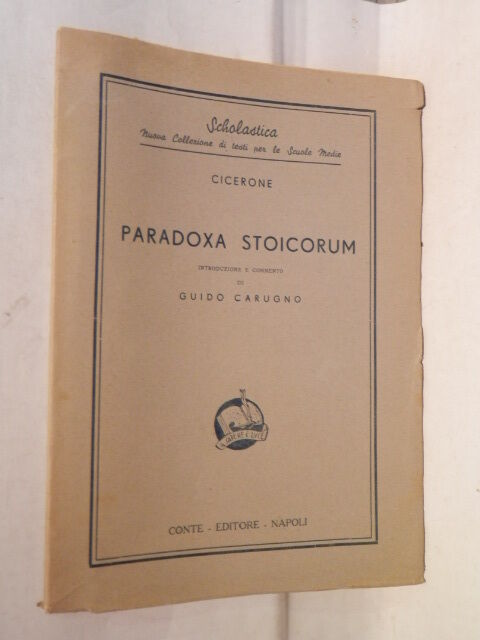 Scholastica
Nuova Collezione di testi per le Scuole Medie
CICERONE
PARADOXA STOICORUM
INTRODUZIONE E COMMENTO
DI
GUIDO CARUGNO
CONTE - EDITORE - NAPOLI